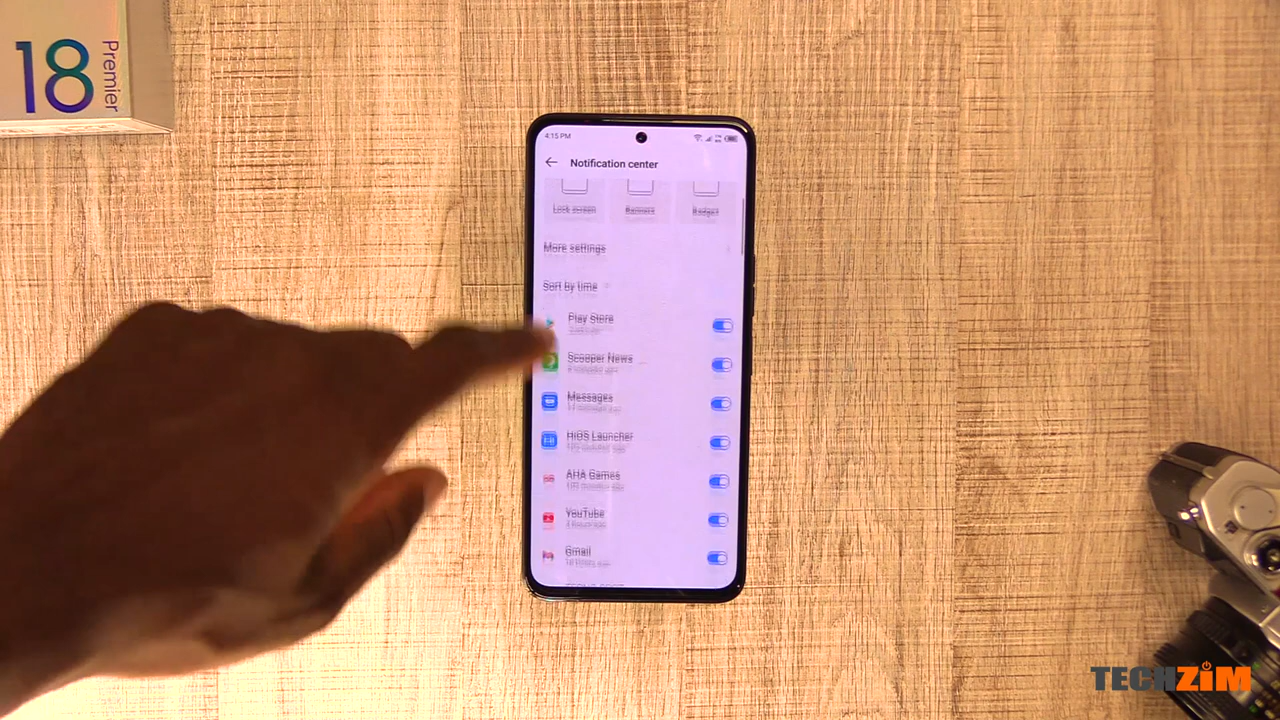 18
Premier
4:15 PM
Notification center
Lock screen
Banners
Badges
More settings
Sort by time
Play Store
Scooper News
Messages
HiOS Launcher
AHA Games
YouTube
Gmail
TECHZiM